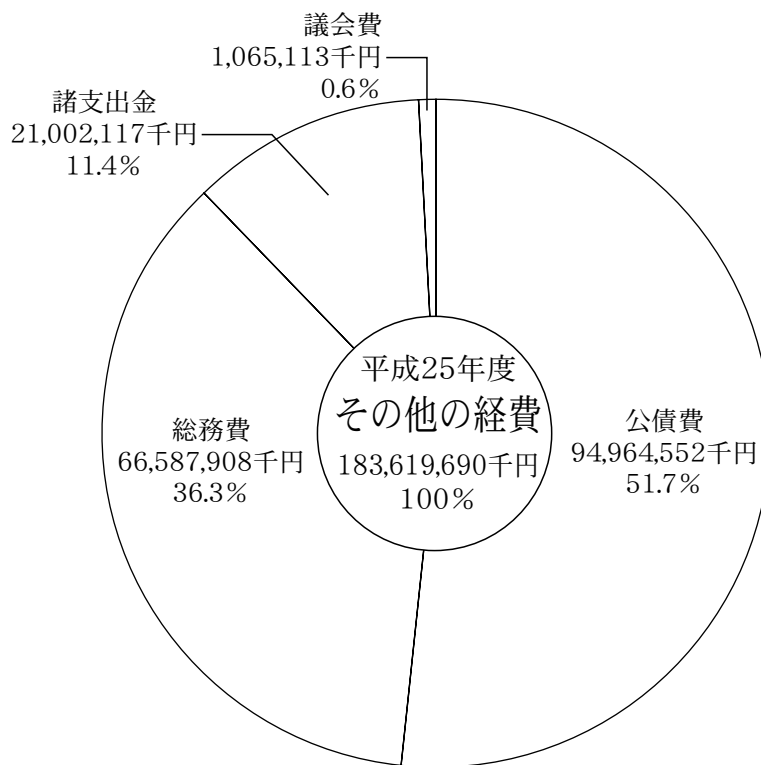 議会費
1,065,113千円
0.6%
諸支出金
21,002,117千円
11.4%
平成25年度
その他の経費
183,619,690千円
100%
総務費
66,587,908千円
36.3%
公債費
94,964,552千円
51.7%